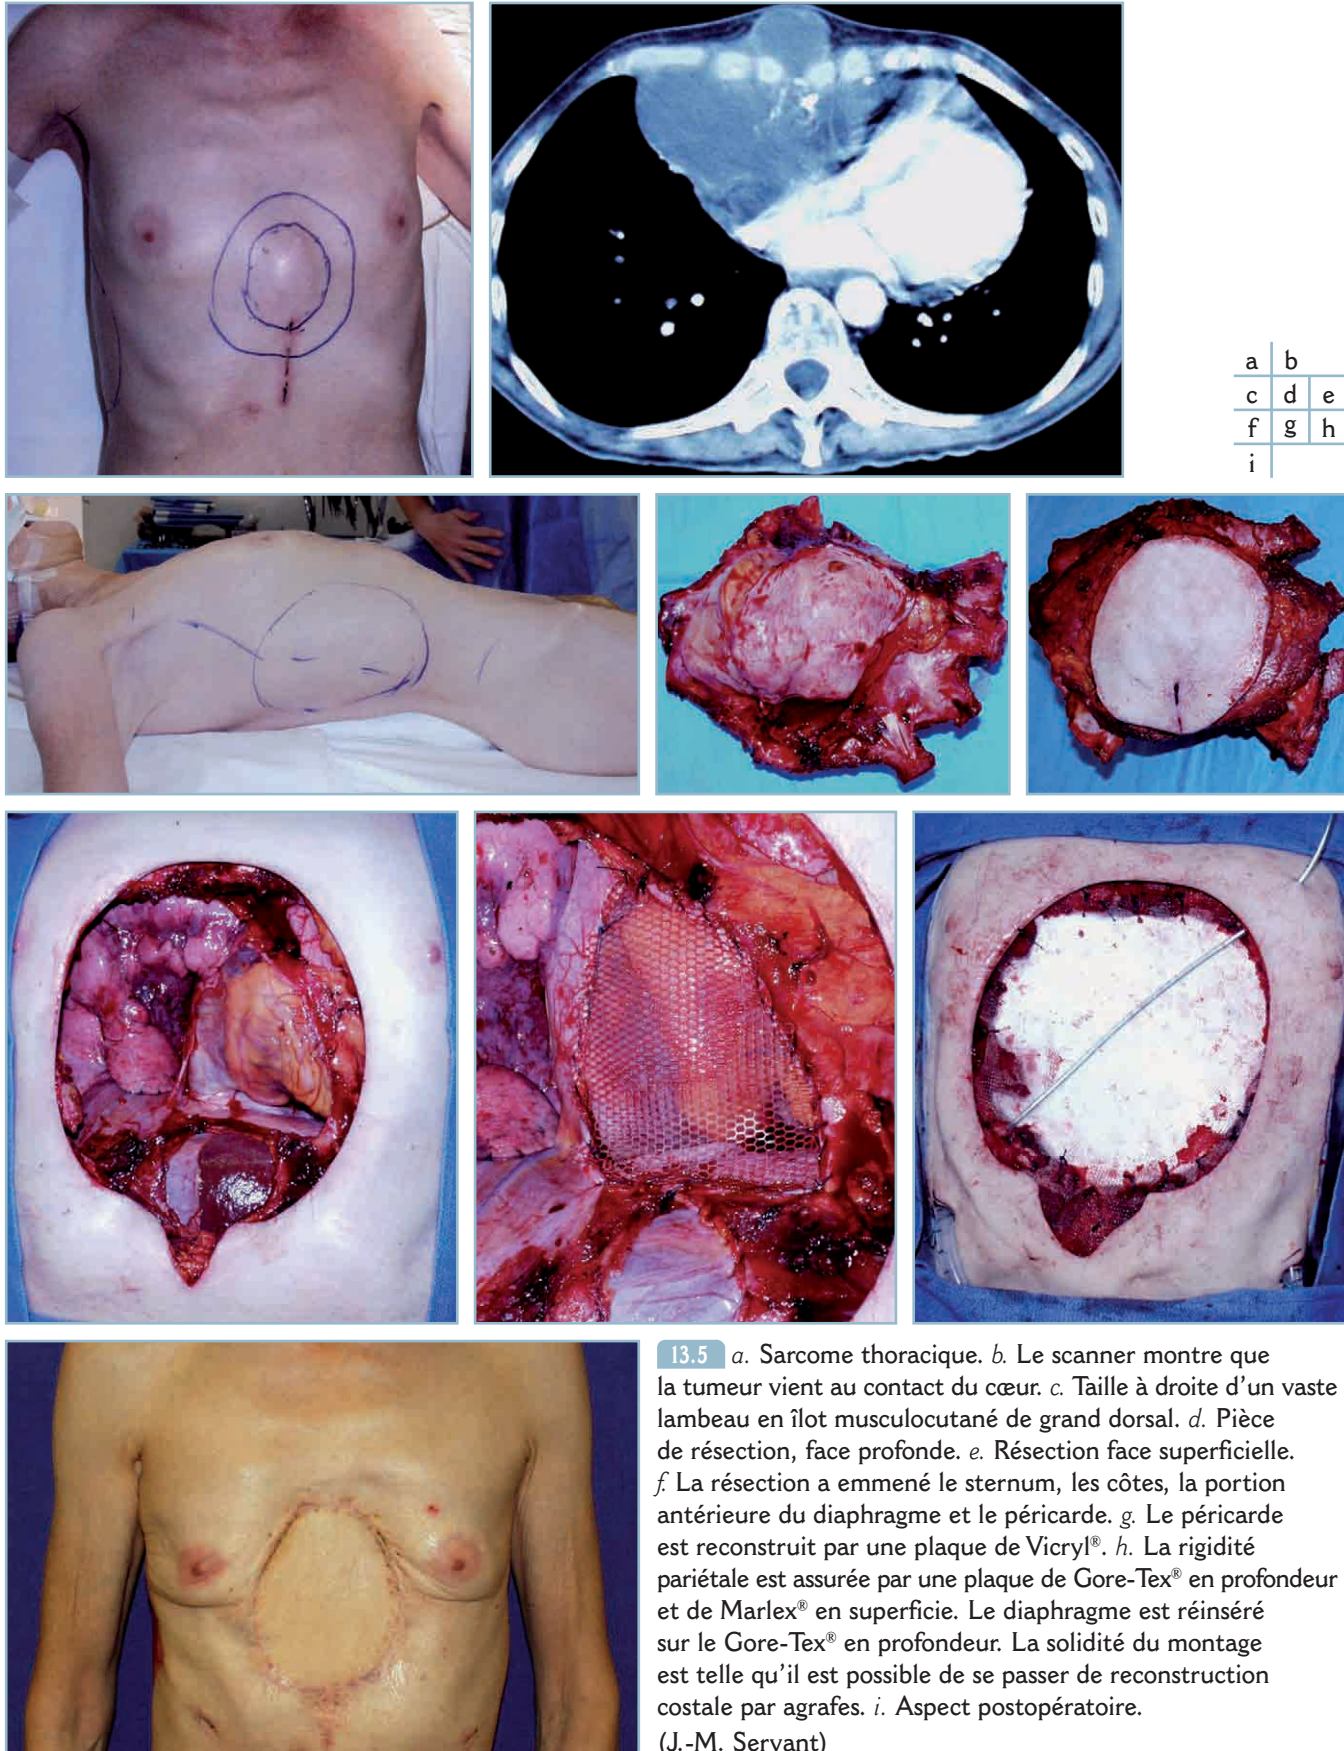 a b
c d e
f g h
i
13.5 a. Sarcome thoracique. b. Le scanner montre que
la tumeur vient au contact du cœur. c. Taille à droite d'un vaste
lambeau en îlot musculocutané de grand dorsal. d. Pièce
de résection, face profonde. e. Résection face superficielle.
f. La résection a emmené le sternum, les côtes, la portion
antérieure du diaphragme et le péricarde. g. Le péricarde
est reconstruit par une plaque de Vicryl®. h. La rigidité
pariétale est assurée par une plaque de Gore-Tex® en profondeur
et de Marlex® en superficie. Le diaphragme est réinséré
sur le Gore-Tex® en profondeur. La solidité du montage
est telle qu'il est possible de se passer de reconstruction
costale par agrafes. i. Aspect postopératoire.
(J.-M. Servant)